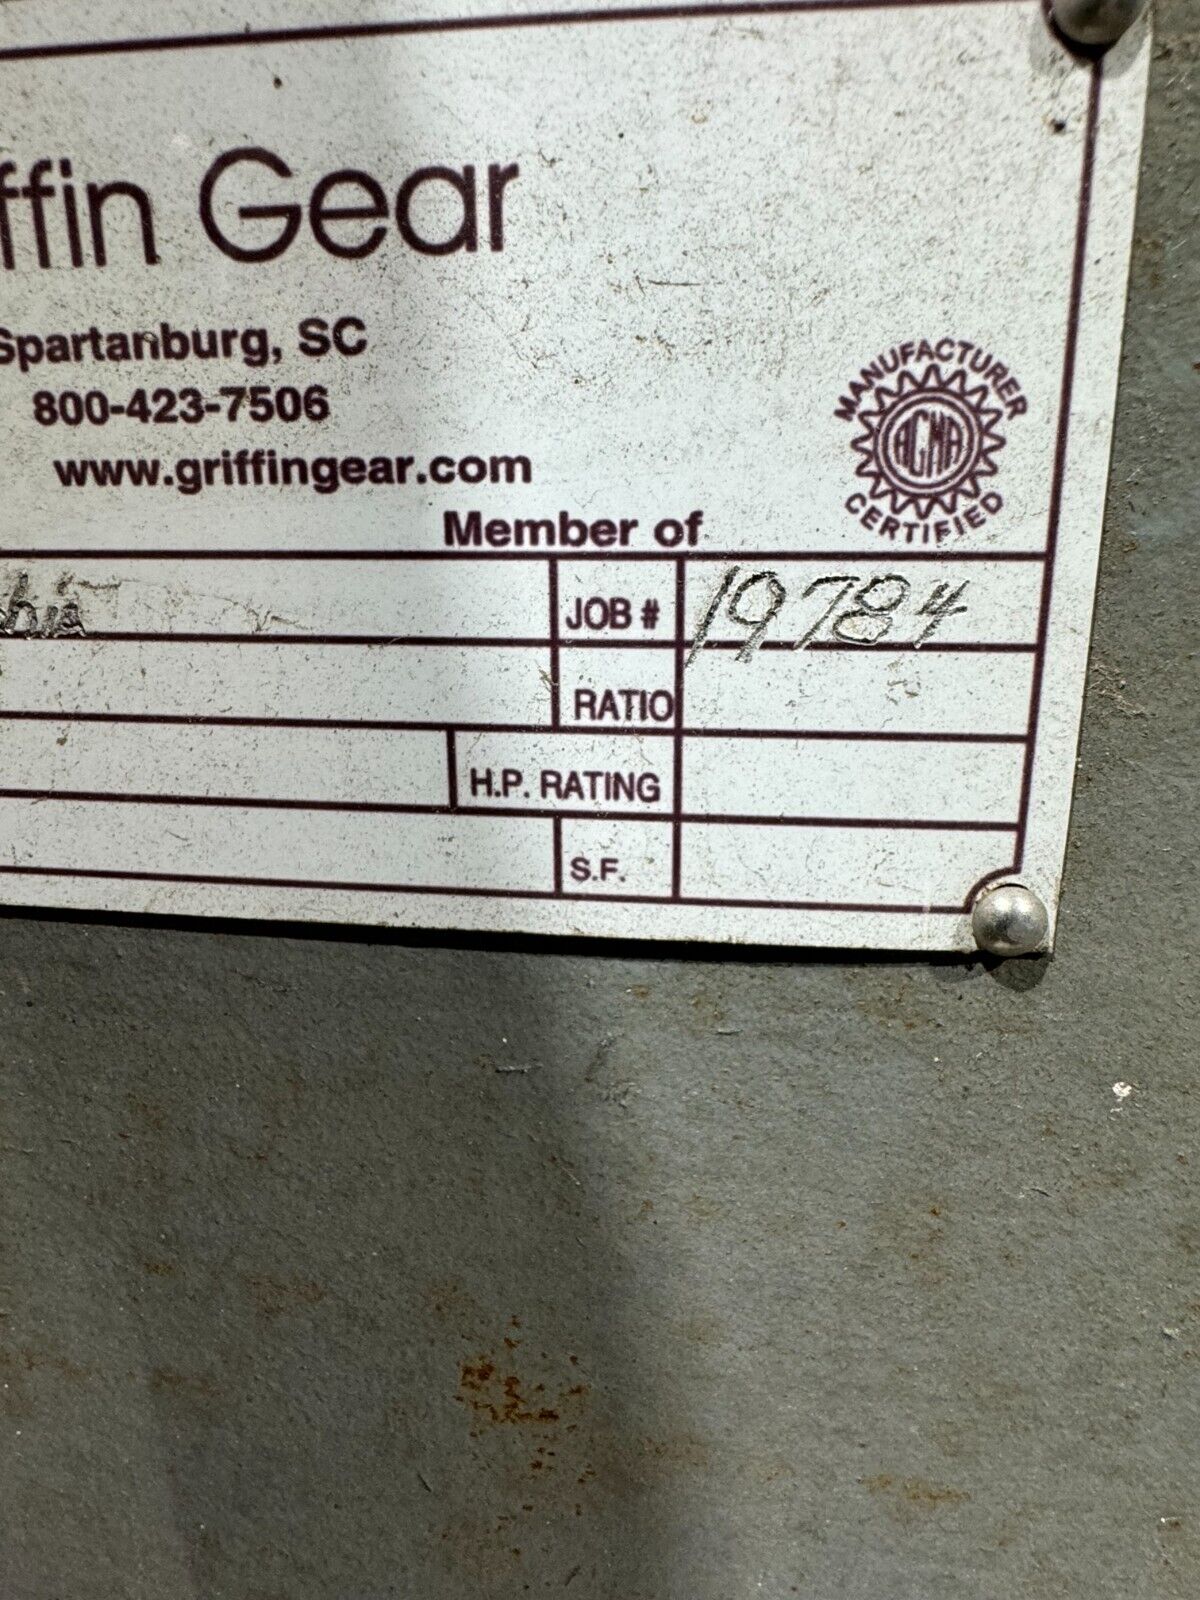 ffin Gear
Spartanburg, SC
800-423-7506
www.griffingear.com
MANUFACTURER
AGMA
CERTIFIED
Member of
JOB # 19784
RATIO
H.P. RATING
S.F.